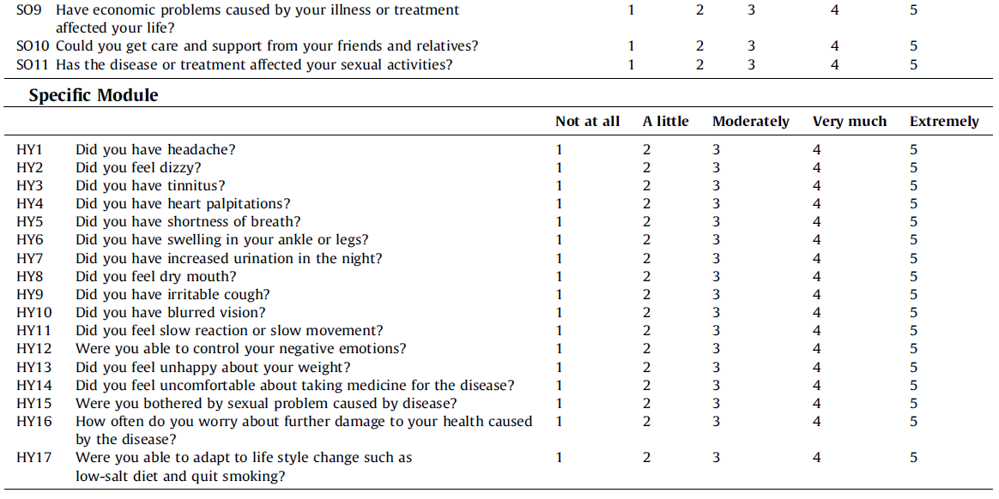 SO9 Have economic problems caused by your illness or treatment 1 2 3 4 5
affected your life?
SO10 Could you get care and support from your friends and relatives? 1 2 3 4 5
SO11 Has the disease or treatment affected your sexual activities? 1 2 3 4 5
Specific Module
Not at all A little Moderately Very much Extremely
HY1 Did you have headache? 1 2 3 4 5
HY2 Did you feel dizzy? 1 2 3 4 5
HY3 Did you have tinnitus? 1 2 3 4 5
HY4 Did you have heart palpitations? 1 2 3 4 5
HY5 Did you have shortness of breath? 1 2 3 4 5
HY6 Did you have swelling in your ankle or legs? 1 2 3 4 5
HY7 Did you have increased urination in the night? 1 2 3 4 5
HY8 Did you feel dry mouth? 1 2 3 4 5
HY9 Did you have irritable cough? 1 2 3 4 5
HY10 Did you have blurred vision? 1 2 3 4 5
HY11 Did you feel slow reaction or slow movement? 1 2 3 4 5
HY12 Were you able to control your negative emotions? 1 2 3 4 5
HY13 Did you feel unhappy about your weight? 1 2 3 4 5
HY14 Did you feel uncomfortable about taking medicine for the disease? 1 2 3 4 5
HY15 Were you bothered by sexual problem caused by disease? 1 2 3 4 5
HY16 How often do you worry about further damage to your health caused 1 2 3 4 5
by the disease?
HY17 Were you able to adapt to life style change such as 1 2 3 4 5
low-salt diet and quit smoking?